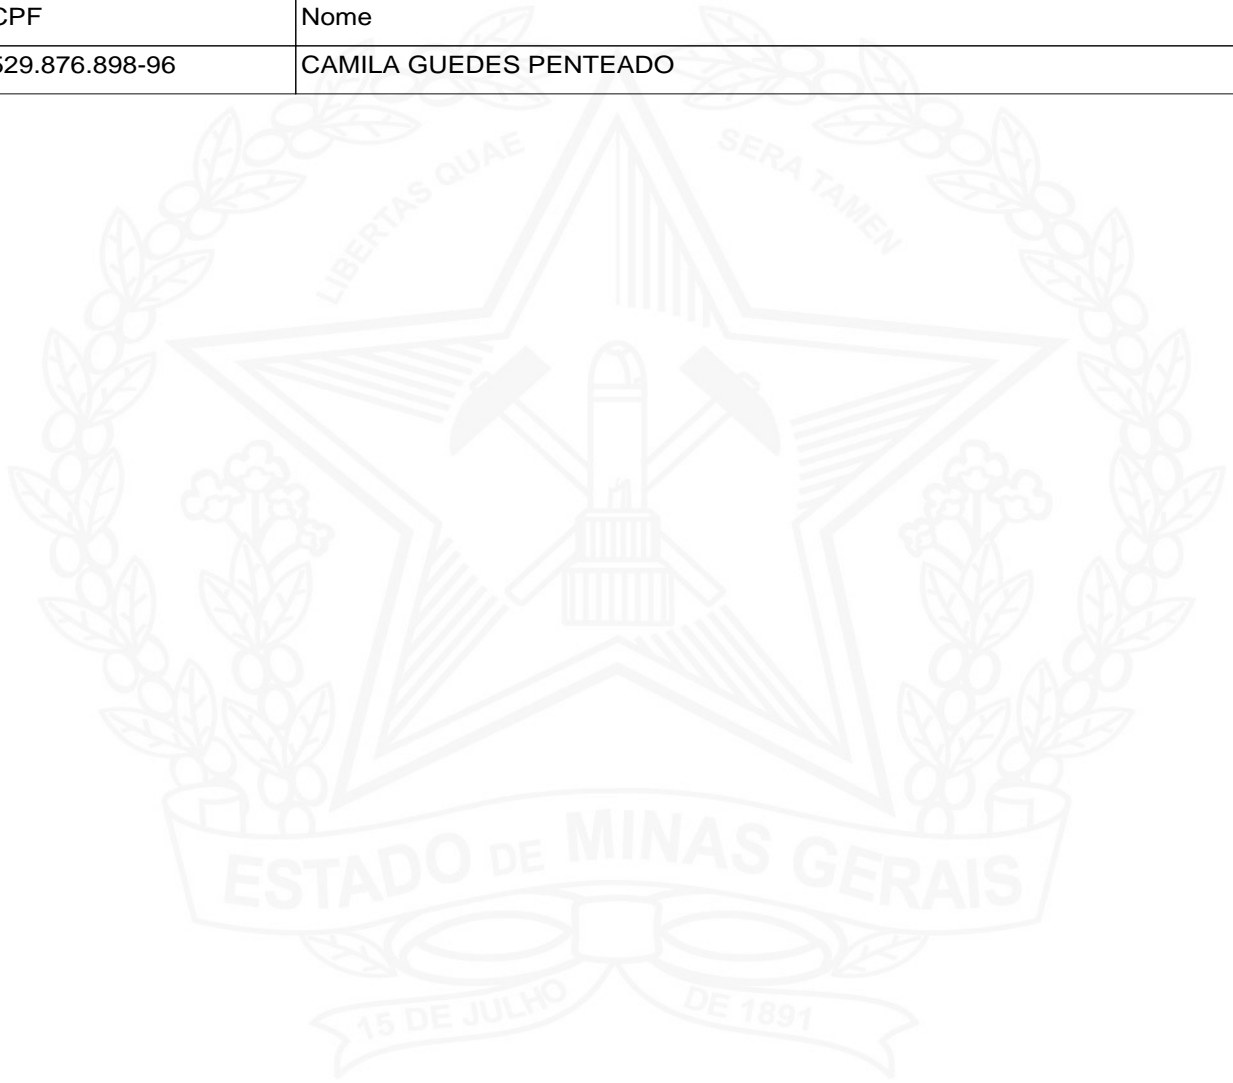 CPF Nome
529.876.898-96 CAMILA GUEDES PENTEADO
LIBERTAS QUAE SERA TAMEN
ESTADO DE MINAS GERAIS
15 DE JULHO DE 1891